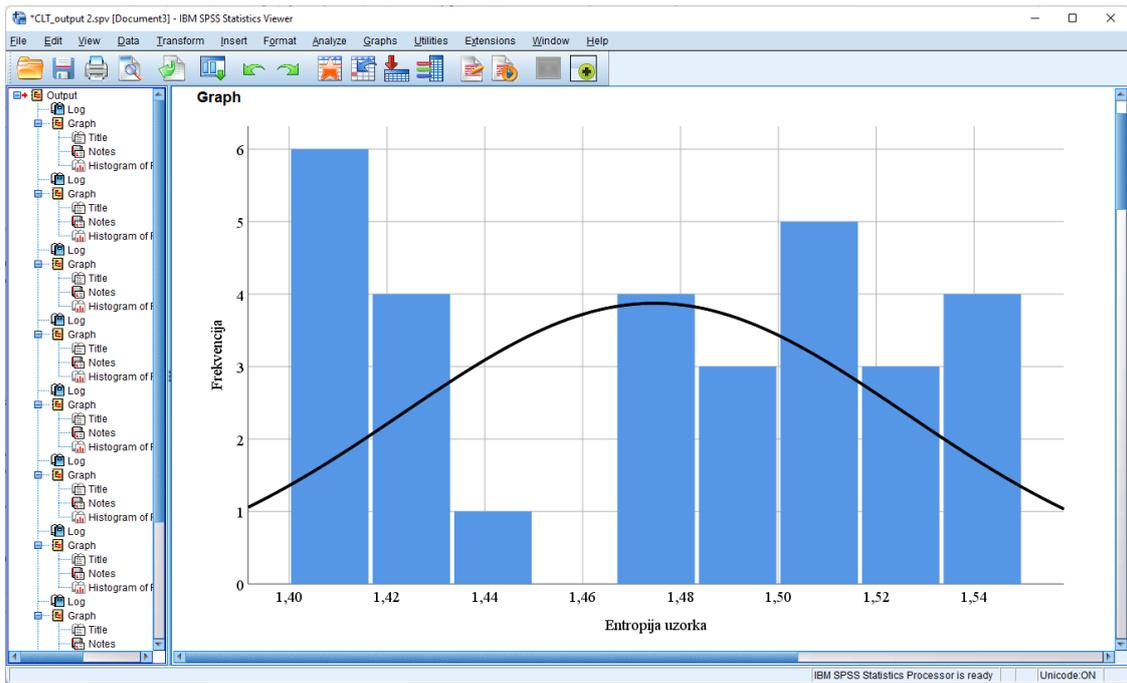 *CLT_output 2.spv [Document3] - IBM SPSS Statistics Viewer
File Edit View Data Transform Insert Format Analyze Graphs Utilities Extensions Window Help
Output
Log
Graph
Title
Notes
Histogram of F
Log
Graph
Title
Notes
Histogram of F
Log
Graph
Title
Notes
Histogram of F
Log
Graph
Title
Notes
Histogram of F
Log
Graph
Title
Notes
Histogram of F
Log
Graph
Title
Notes
Histogram of F
Log
Graph
Title
Notes
Histogram of F
Log
Graph
Title
Notes
Graph
Frekvencija
6
5
4
3
2
1
0
1,40 1,42 1,44 1,46 1,48 1,50 1,52 1,54
Entropija uzorka
IBM SPSS Statistics Processor is ready Unicode:ON